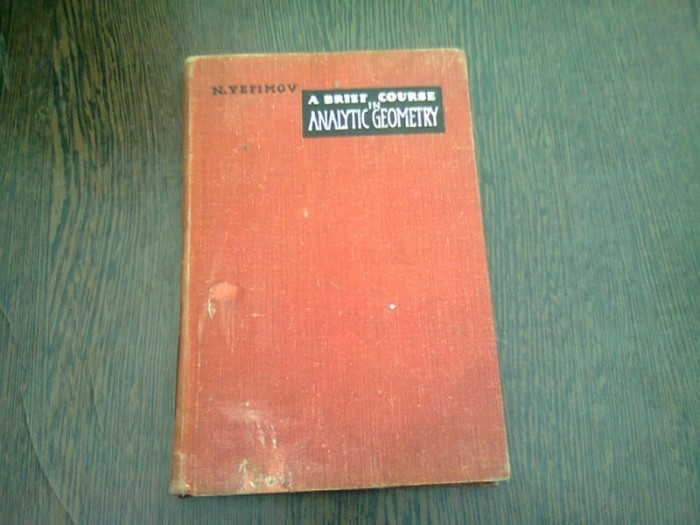 N. YEFIMOV
A BRIEF COURSE
IN
ANALYTIC GEOMETRY